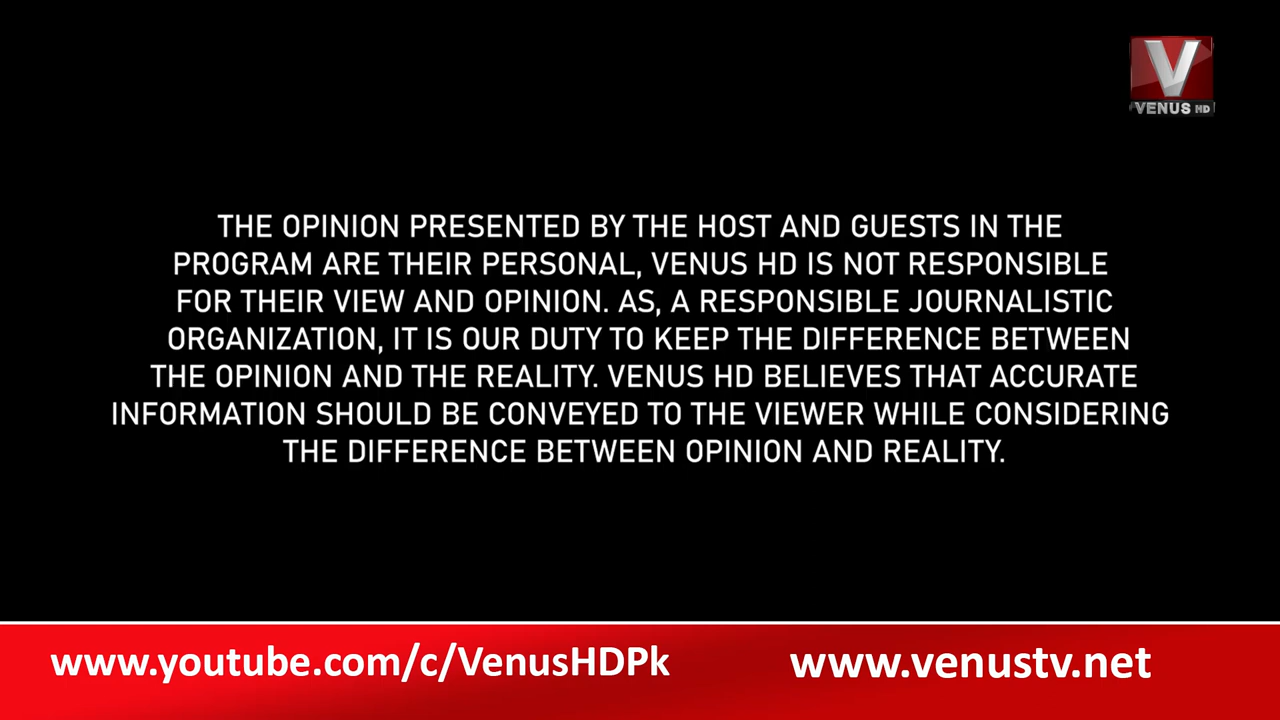 V
VENUS HD
THE OPINION PRESENTED BY THE HOST AND GUESTS IN THE
PROGRAM ARE THEIR PERSONAL, VENUS HD IS NOT RESPONSIBLE
FOR THEIR VIEW AND OPINION. AS, A RESPONSIBLE JOURNALISTIC
ORGANIZATION, IT IS OUR DUTY TO KEEP THE DIFFERENCE BETWEEN
THE OPINION AND THE REALITY. VENUS HD BELIEVES THAT ACCURATE
INFORMATION SHOULD BE CONVEYED TO THE VIEWER WHILE CONSIDERING
THE DIFFERENCE BETWEEN OPINION AND REALITY.
www.youtube.com/c/VenusHDPk
www.venustv.net